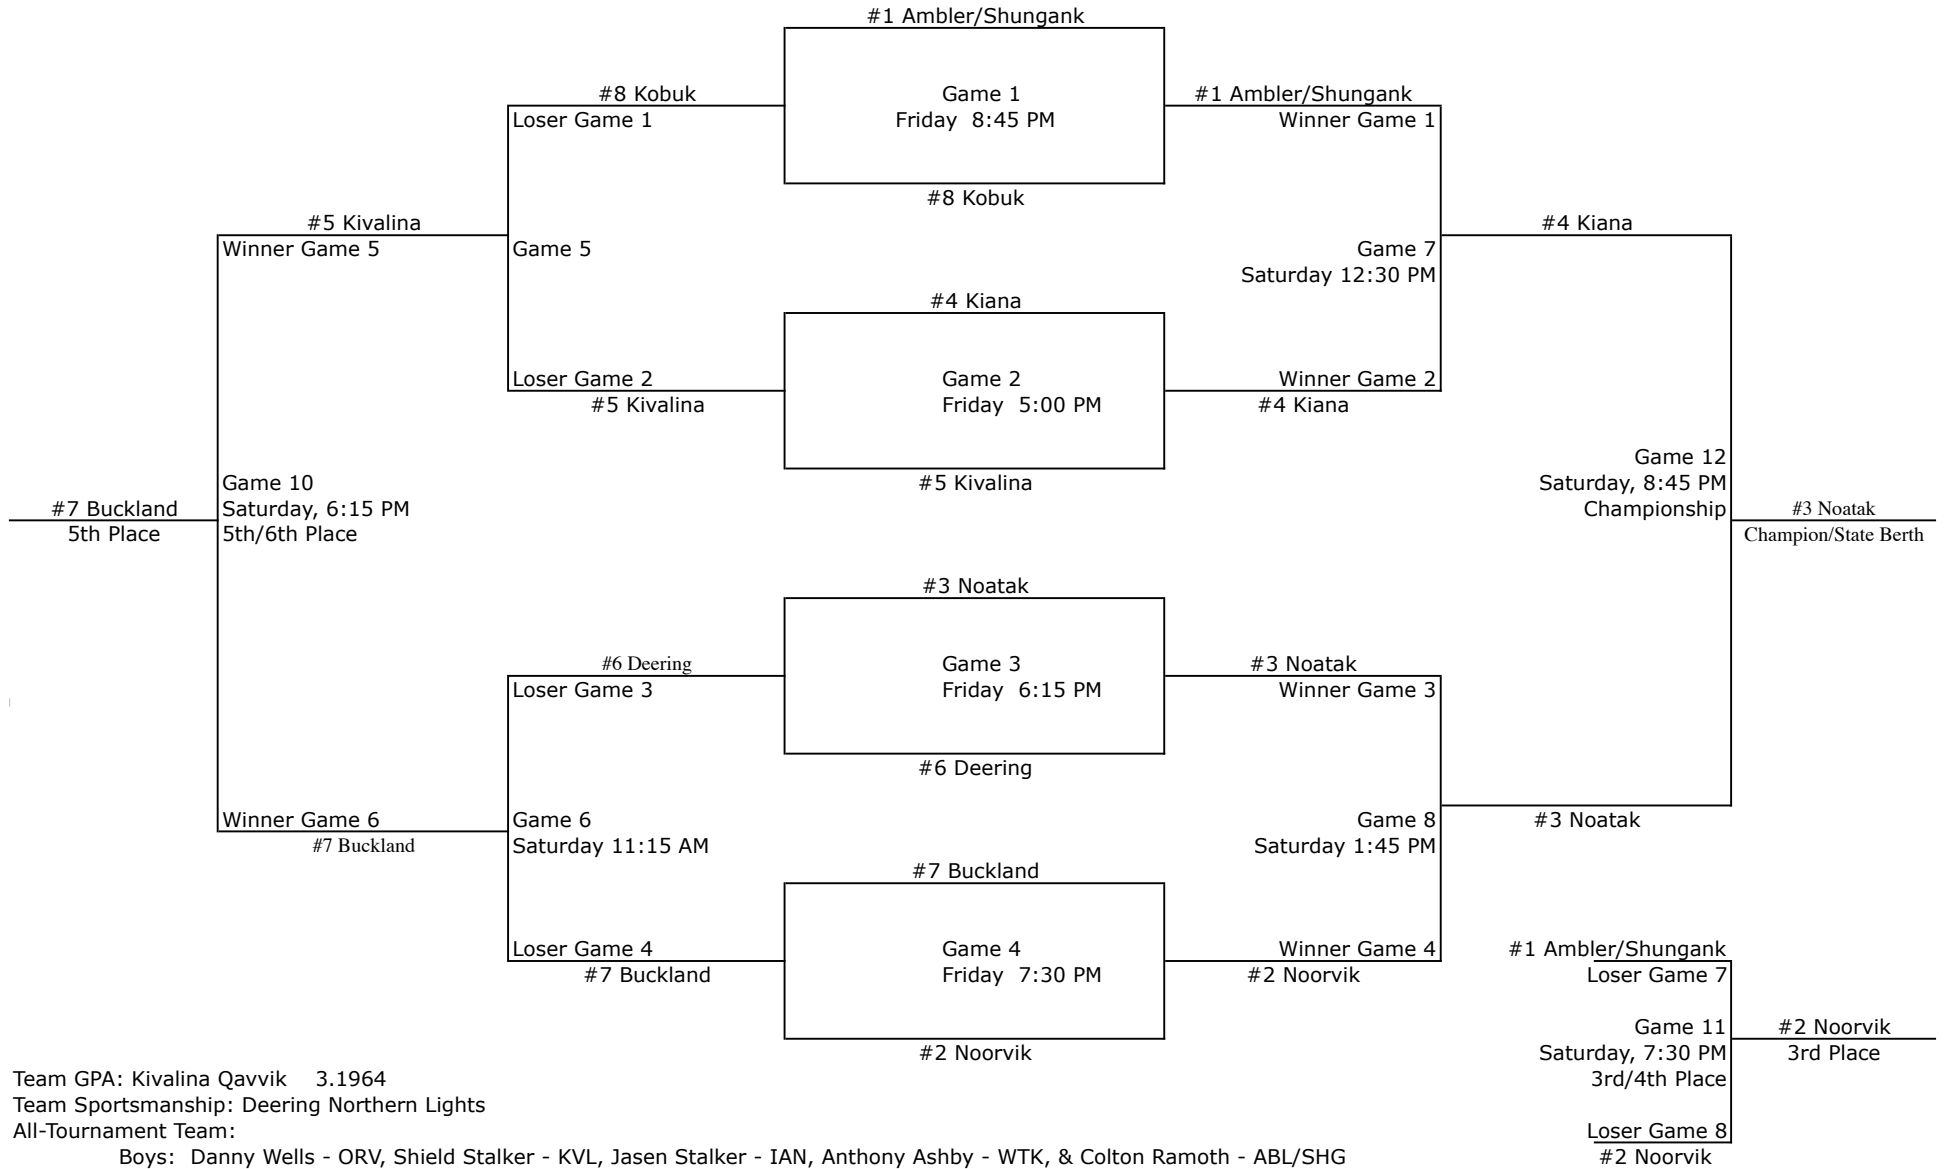 #1 Ambler/Shungank
#8 Kobuk
Game 1
#1 Ambler/Shungank
Loser Game 1
Friday  8:45 PM
Winner Game 1
#8 Kobuk
#5 Kivalina
#4 Kiana
Winner Game 5
Game 5
Game 7
Saturday 12:30 PM
#4 Kiana
Loser Game 2
Game 2
Winner Game 2
#5 Kivalina
Friday  5:00 PM
#4 Kiana
Game 12
Game 10
#5 Kivalina
Saturday, 8:45 PM
#7 Buckland
Saturday, 6:15 PM
Championship
#3 Noatak
5th Place
5th/6th Place
Champion/State Berth
#3 Noatak
#6 Deering
Game 3
#3 Noatak
Loser Game 3
Friday  6:15 PM
Winner Game 3
#6 Deering
Winner Game 6
Game 6
Game 8
#3 Noatak
#7 Buckland
Saturday 11:15 AM
Saturday 1:45 PM
#7 Buckland
Loser Game 4
Game 4
Winner Game 4
#1 Ambler/Shungank
#7 Buckland
Friday  7:30 PM
#2 Noorvik
Loser Game 7
Game 11
#2 Noorvik
#2 Noorvik
Saturday, 7:30 PM
3rd Place
Team GPA: Kivalina Qavvik    3.1964
3rd/4th Place
Team Sportsmanship: Deering Northern Lights
All-Tournament Team:
Loser Game 8
Boys:  Danny Wells - ORV, Shield Stalker - KVL, Jasen Stalker - IAN, Anthony Ashby - WTK, & Colton Ramoth - ABL/SHG
#2 Noorvik